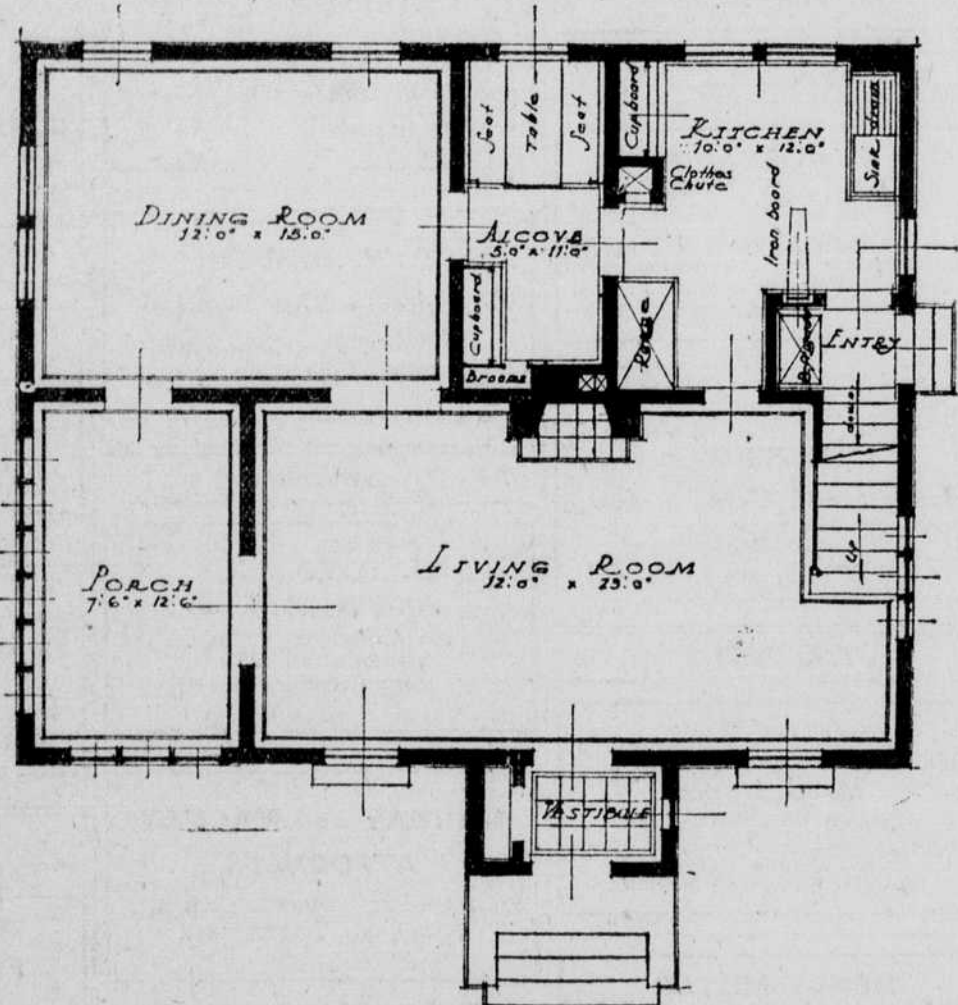 Seat
Table
Seat
Cupboard
KITCHEN
10'-0" x 12'-0"
drain
Sink
Clothes
Chute
Iron board
DINING ROOM
12'-0" x 15'-0"
ALCOVE
5'-0" x 11'-0"
Cupboard
Brooms
Range
ENTRY
down
up
LIVING ROOM
12'-0" x 23'-0"
PORCH
7'-6" x 12'-6"
VESTIBULE